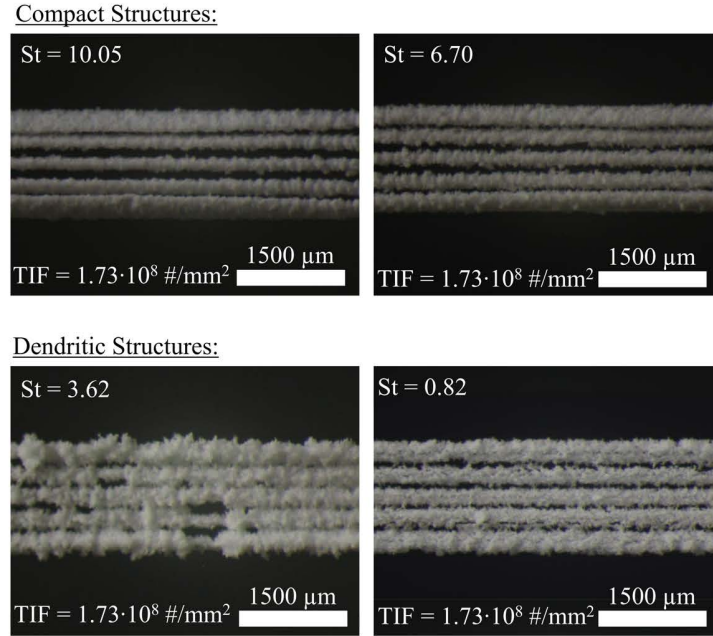 Compact Structures:
St = 10.05
TIF = 1.73·10⁸ #/mm²
1500 µm
St = 6.70
TIF = 1.73·10⁸ #/mm²
1500 µm
Dendritic Structures:
St = 3.62
TIF = 1.73·10⁸ #/mm²
1500 µm
St = 0.82
TIF = 1.73·10⁸ #/mm²
1500 µm